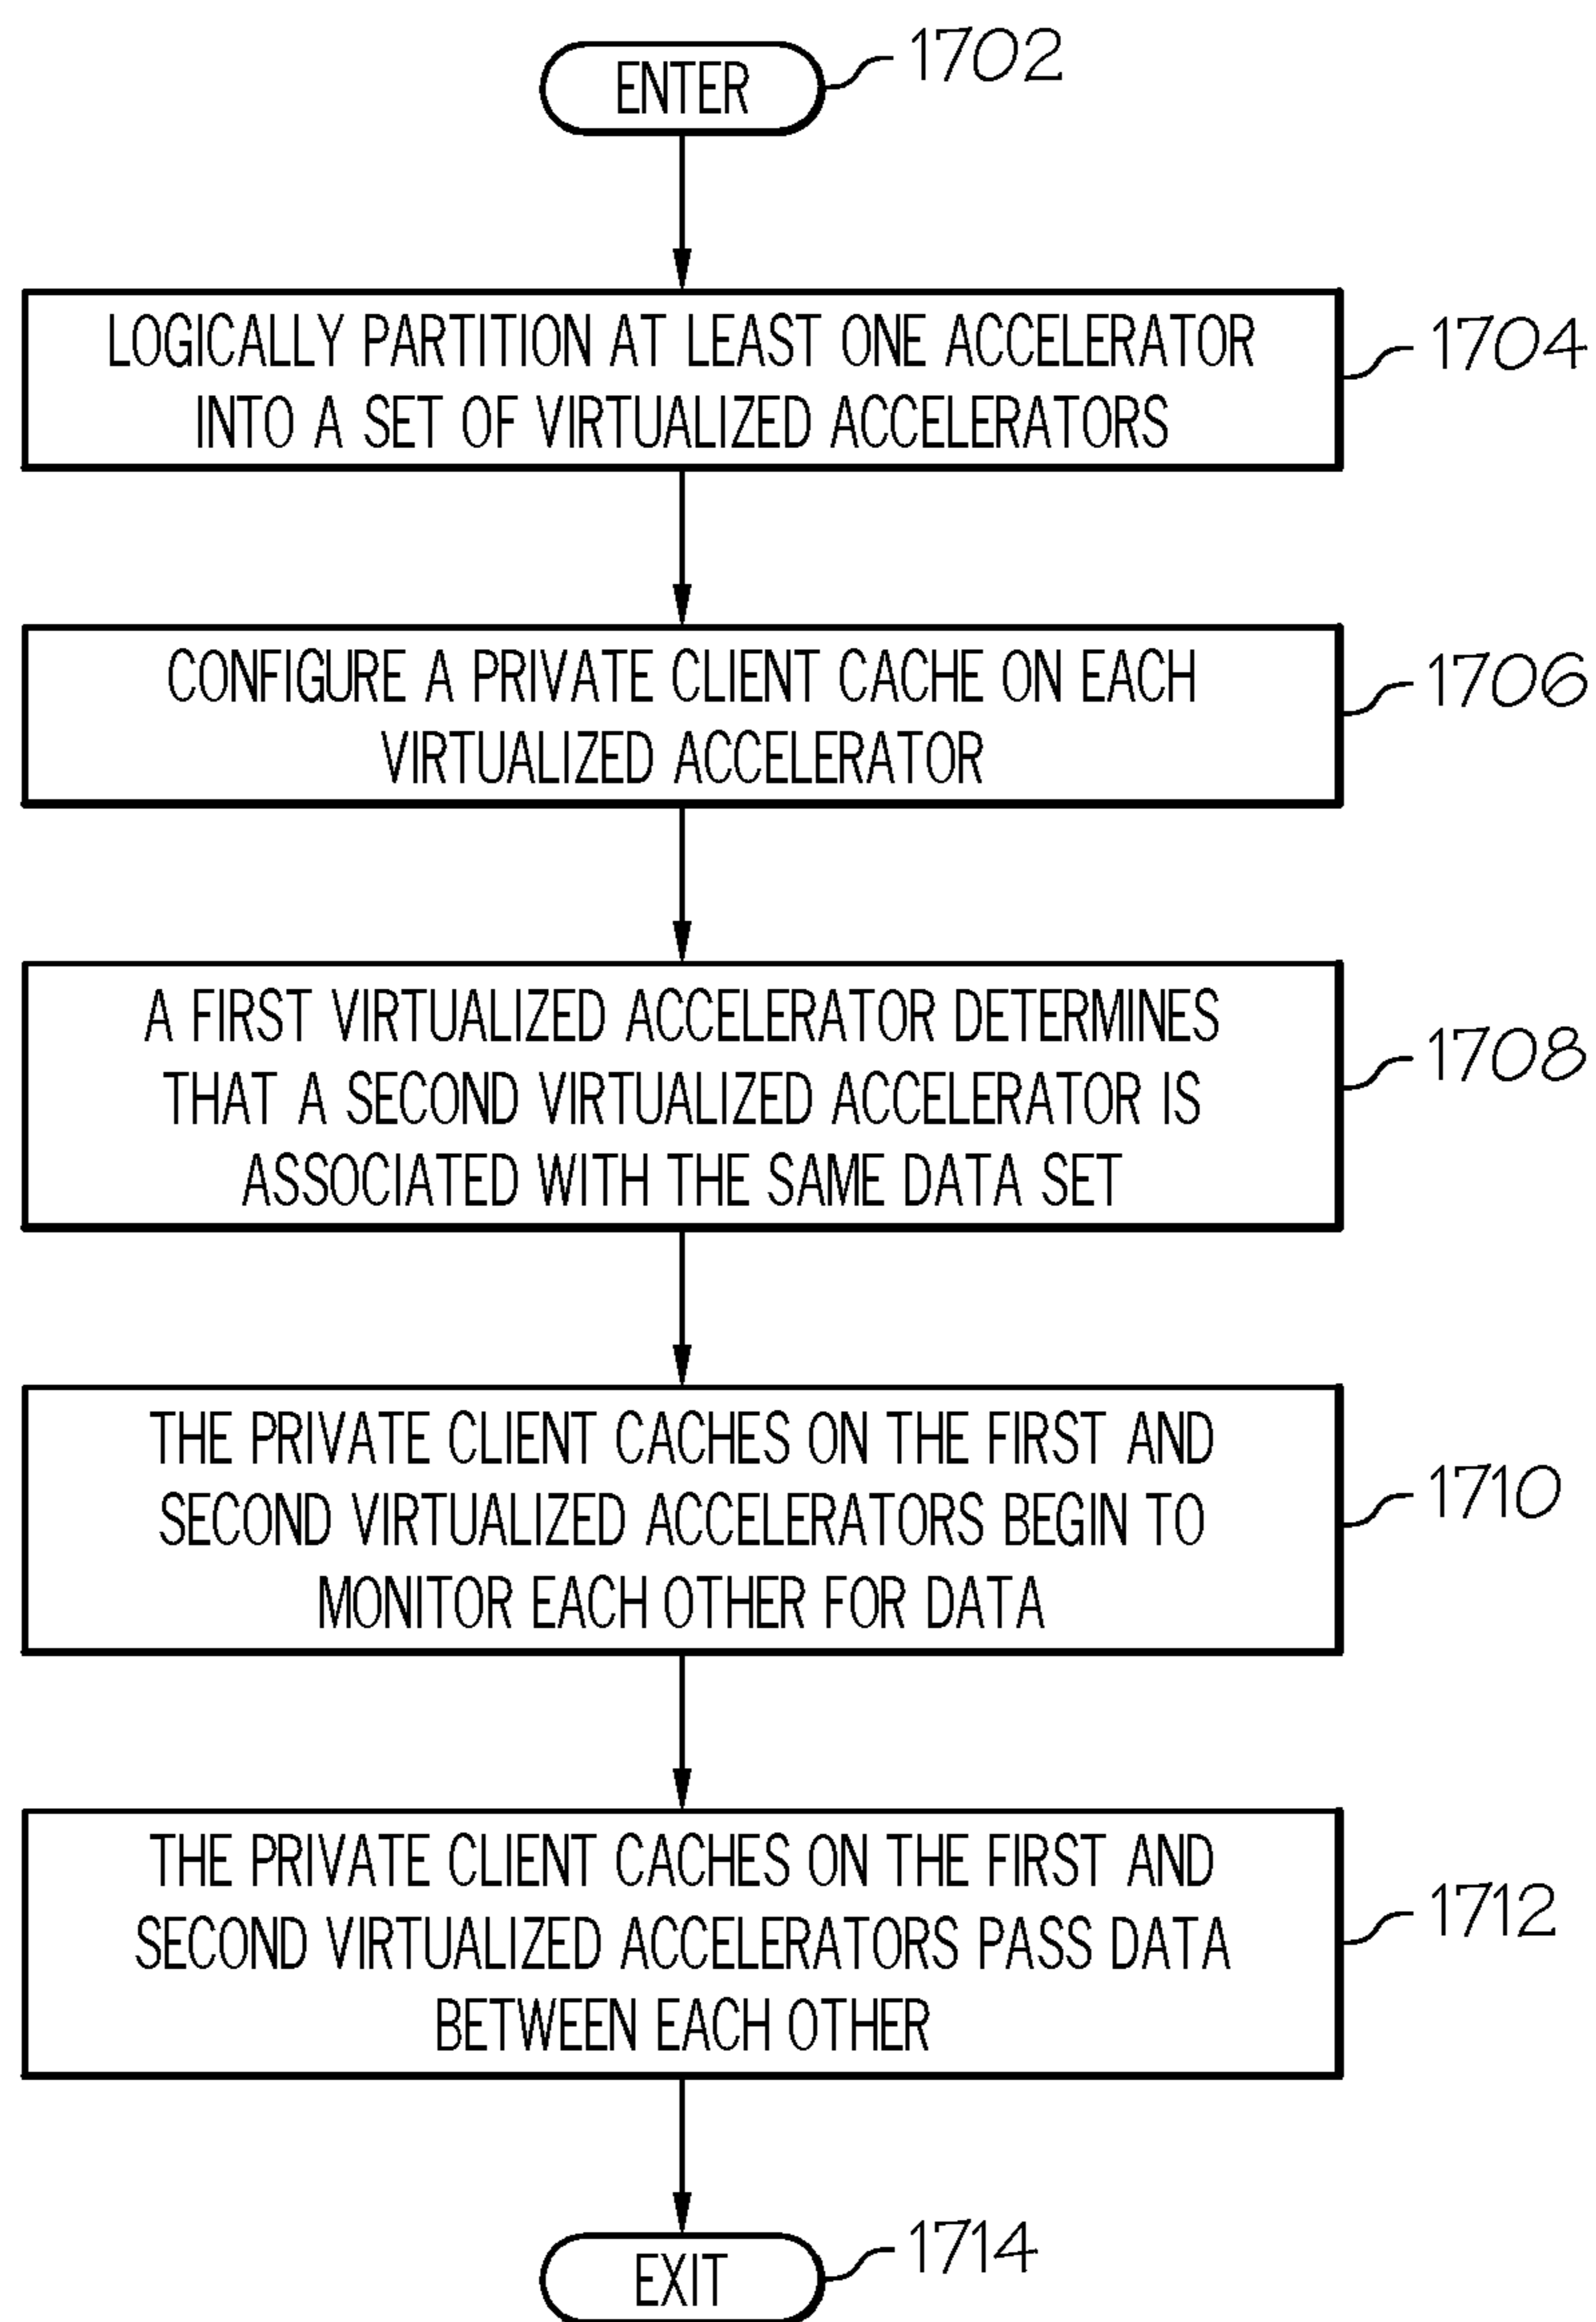 ENTER
1702
LOGICALLY PARTITION AT LEAST ONE ACCELERATOR
INTO A SET OF VIRTUALIZED ACCELERATORS
1704
CONFIGURE A PRIVATE CLIENT CACHE ON EACH
VIRTUALIZED ACCELERATOR
1706
A FIRST VIRTUALIZED ACCELERATOR DETERMINES
THAT A SECOND VIRTUALIZED ACCELERATOR IS
ASSOCIATED WITH THE SAME DATA SET
1708
THE PRIVATE CLIENT CACHES ON THE FIRST AND
SECOND VIRTUALIZED ACCELERATORS BEGIN TO
MONITOR EACH OTHER FOR DATA
1710
THE PRIVATE CLIENT CACHES ON THE FIRST AND
SECOND VIRTUALIZED ACCELERATORS PASS DATA
BETWEEN EACH OTHER
1712
EXIT
1714